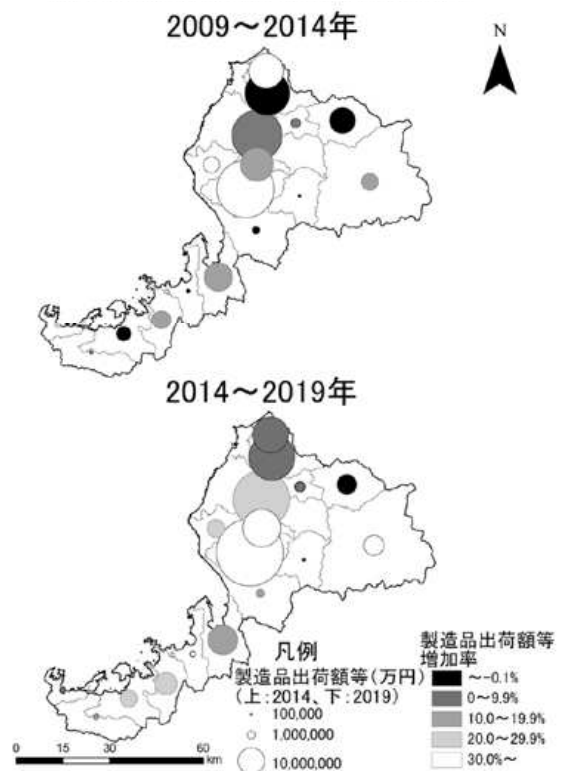 2009～2014年
N
2014～2019年
凡例
製造品出荷額等(万円)
(上:2014、下:2019)
100,000
1,000,000
10,000,000
製造品出荷額等
増加率
～-0.1%
0～9.9%
10.0～19.9%
20.0～29.9%
30.0%～
0 15 30 60
km